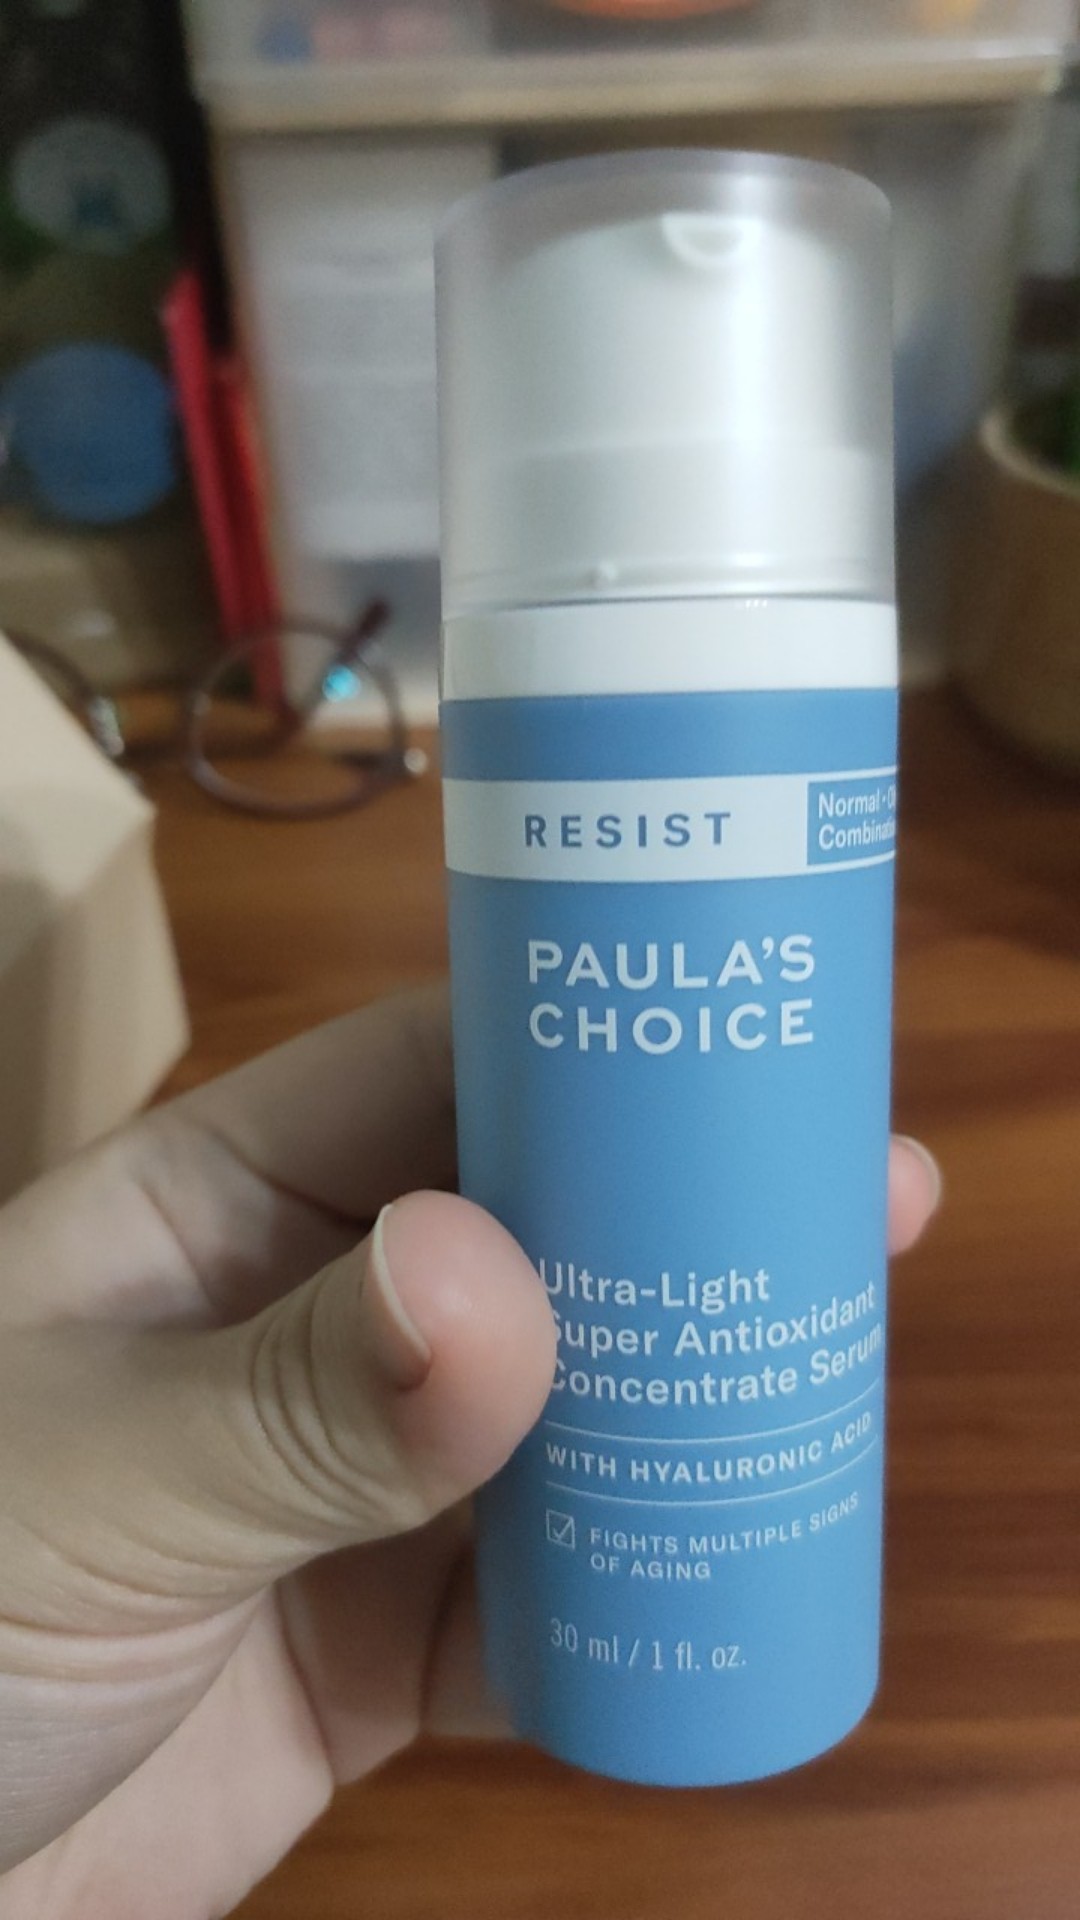 RESIST
Normal •
PAULA'S
CHOICE
Ultra-Light
Super Antioxidant
Concentrate Serum
WITH HYALURONIC ACID
FIGHTS MULTIPLE SIGNS
OF AGING
30 ml / 1 fl. oz.